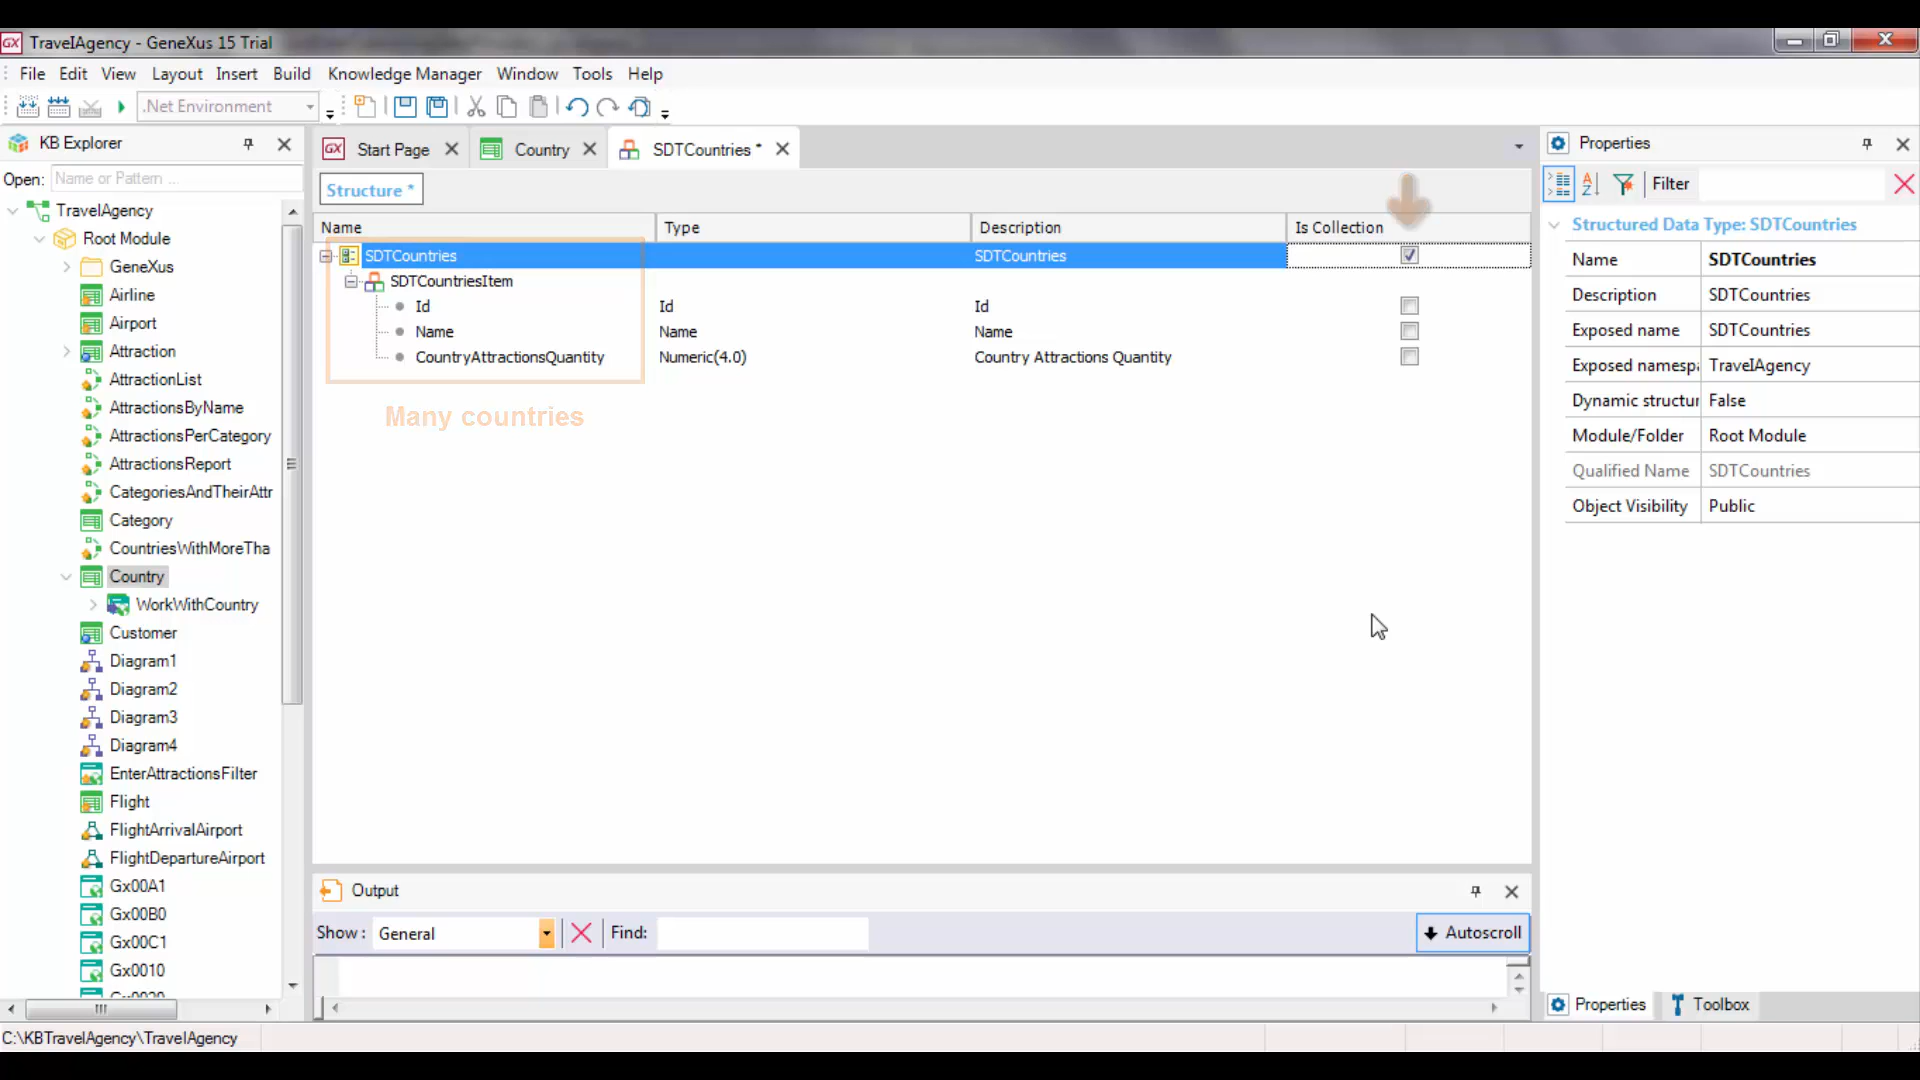 TravelAgency - GeneXus 15 Trial
File Edit View Layout Insert Build Knowledge Manager Window Tools Help
.Net Environment
KB Explorer
Open: Name or Pattern ...
TravelAgency
Root Module
GeneXus
Airline
Airport
Attraction
AttractionList
AttractionsByName
AttractionsPerCategory
AttractionsReport
CategoriesAndTheirAttr
Category
CountriesWithMoreTha
Country
WorkWithCountry
Customer
Diagram1
Diagram2
Diagram3
Diagram4
EnterAttractionsFilter
Flight
FlightArrivalAirport
FlightDepartureAirport
Gx00A1
Gx00B0
Gx00C1
Gx0010
Start Page Country SDTCountries *
Structure *
Name Type Description Is Collection
SDTCountries SDTCountries
SDTCountriesItem
Id Id Id
Name Name Name
CountryAttractionsQuantity Numeric(4.0) Country Attractions Quantity
Many countries
Output
Show : General Find: Autoscroll
Properties
Filter
Structured Data Type: SDTCountries
Name SDTCountries
Description SDTCountries
Exposed name SDTCountries
Exposed namespa TravelAgency
Dynamic structur False
Module/Folder Root Module
Qualified Name SDTCountries
Object Visibility Public
Properties Toolbox
C:\KBTravelAgency\TravelAgency